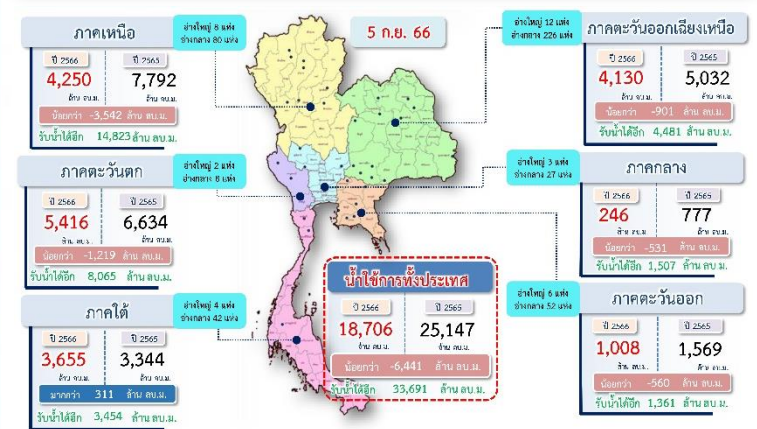 5 ก.ย. 66
ภาคเหนือ
อ่างใหญ่ 8 แห่ง
อ่างกลาง 80 แห่ง
ปี 2566 ปี 2565
4,250 7,792
ล้าน ลบ.ม. ล้าน ลบ.ม.
น้อยกว่า -3,542 ล้าน ลบ.ม.
รับน้ำได้อีก 14,823 ล้าน ลบ.ม.
ภาคตะวันออกเฉียงเหนือ
อ่างใหญ่ 12 แห่ง
อ่างกลาง 226 แห่ง
ปี 2566 ปี 2565
4,130 5,032
ล้าน ลบ.ม. ล้าน ลบ.ม.
น้อยกว่า -901 ล้าน ลบ.ม.
รับน้ำได้อีก 4,481 ล้าน ลบ.ม.
ภาคตะวันตก
อ่างใหญ่ 2 แห่ง
อ่างกลาง 8 แห่ง
ปี 2566 ปี 2565
5,416 6,634
ล้าน ลบ.ม. ล้าน ลบ.ม.
น้อยกว่า -1,219 ล้าน ลบ.ม.
รับน้ำได้อีก 8,065 ล้าน ลบ.ม.
ภาคกลาง
อ่างใหญ่ 3 แห่ง
อ่างกลาง 27 แห่ง
ปี 2566 ปี 2565
246 777
ล้าน ลบ.ม. ล้าน ลบ.ม.
น้อยกว่า -531 ล้าน ลบ.ม.
รับน้ำได้อีก 1,507 ล้าน ลบ.ม.
ภาคใต้
อ่างใหญ่ 4 แห่ง
อ่างกลาง 42 แห่ง
ปี 2566 ปี 2565
3,655 3,344
ล้าน ลบ.ม. ล้าน ลบ.ม.
มากกว่า 311 ล้าน ลบ.ม.
รับน้ำได้อีก 3,454 ล้าน ลบ.ม.
น้ำใช้การทั้งประเทศ
ปี 2566 ปี 2565
18,706 25,147
ล้าน ลบ.ม. ล้าน ลบ.ม.
น้อยกว่า -6,441 ล้าน ลบ.ม.
รับน้ำได้อีก 33,691 ล้าน ลบ.ม.
ภาคตะวันออก
อ่างใหญ่ 6 แห่ง
อ่างกลาง 52 แห่ง
ปี 2566 ปี 2565
1,008 1,569
ล้าน ลบ.ม. ล้าน ลบ.ม.
น้อยกว่า -560 ล้าน ลบ.ม.
รับน้ำได้อีก 1,361 ล้าน ลบ.ม.